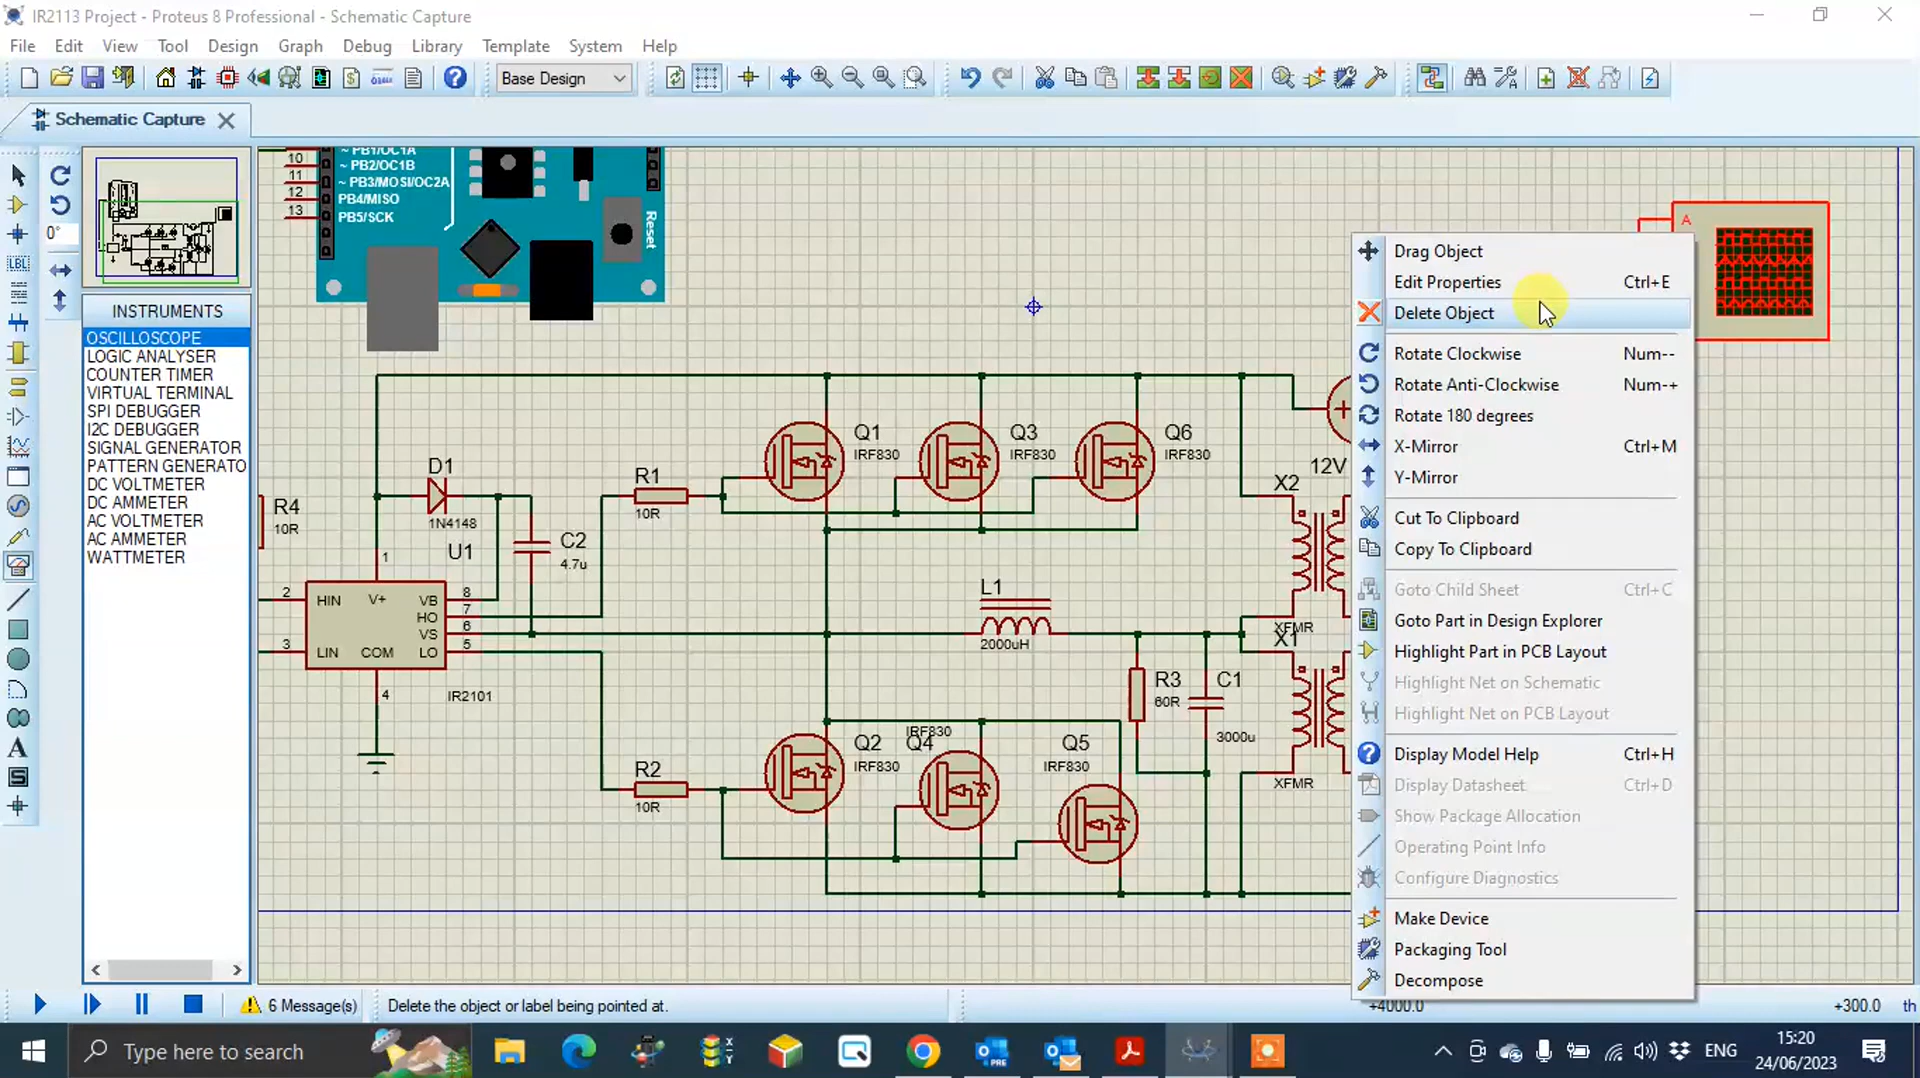 IR2113 Project - Proteus 8 Professional - Schematic Capture
File Edit View Tool Design Graph Debug Library Template System Help
Base Design
Schematic Capture
0°
LBL
A
S
INSTRUMENTS
OSCILLOSCOPE
LOGIC ANALYSER
COUNTER TIMER
VIRTUAL TERMINAL
SPI DEBUGGER
I2C DEBUGGER
SIGNAL GENERATOR
PATTERN GENERATO
DC VOLTMETER
DC AMMETER
AC VOLTMETER
AC AMMETER
WATTMETER
~ PB1/OC1A
10 ~ PB2/OC1B
11 ~ PB3/MOSI/OC2A
12 PB4/MISO
13 PB5/SCK
Reset
A
R4
10R
D1
1N4148
U1
C2
4.7u
R1
10R
Q1
IRF830
Q3
IRF830
Q6
IRF830
12V
X2
XFMR
X1
XFMR
1
2 HIN V+ VB 8
HO 7
VS 6
3 LIN COM LO 5
4
IR2101
L1
2000uH
R3
60R
C1
3000u
R2
10R
Q2
IRF830
IRF830
Q4
Q5
IRF830
Drag Object
Edit Properties Ctrl+E
Delete Object
Rotate Clockwise Num--
Rotate Anti-Clockwise Num-+
Rotate 180 degrees
X-Mirror Ctrl+M
Y-Mirror
Cut To Clipboard
Copy To Clipboard
Goto Child Sheet Ctrl+C
Goto Part in Design Explorer
Highlight Part in PCB Layout
Highlight Net on Schematic
Highlight Net on PCB Layout
Display Model Help Ctrl+H
Display Datasheet Ctrl+D
Show Package Allocation
Operating Point Info
Configure Diagnostics
Make Device
Packaging Tool
Decompose
6 Message(s) Delete the object or label being pointed at. +4000.0 +300.0 th
Type here to search
ENG
15:20
24/06/2023